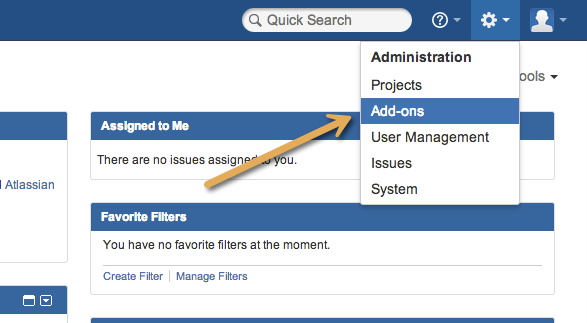 Quick Search
Administration
Projects
Add-ons
User Management
Issues
System
ools
Assigned to Me
There are no issues assigned to you.
Atlassian
Favorite Filters
You have no favorite filters at the moment.
Create Filter
Manage Filters